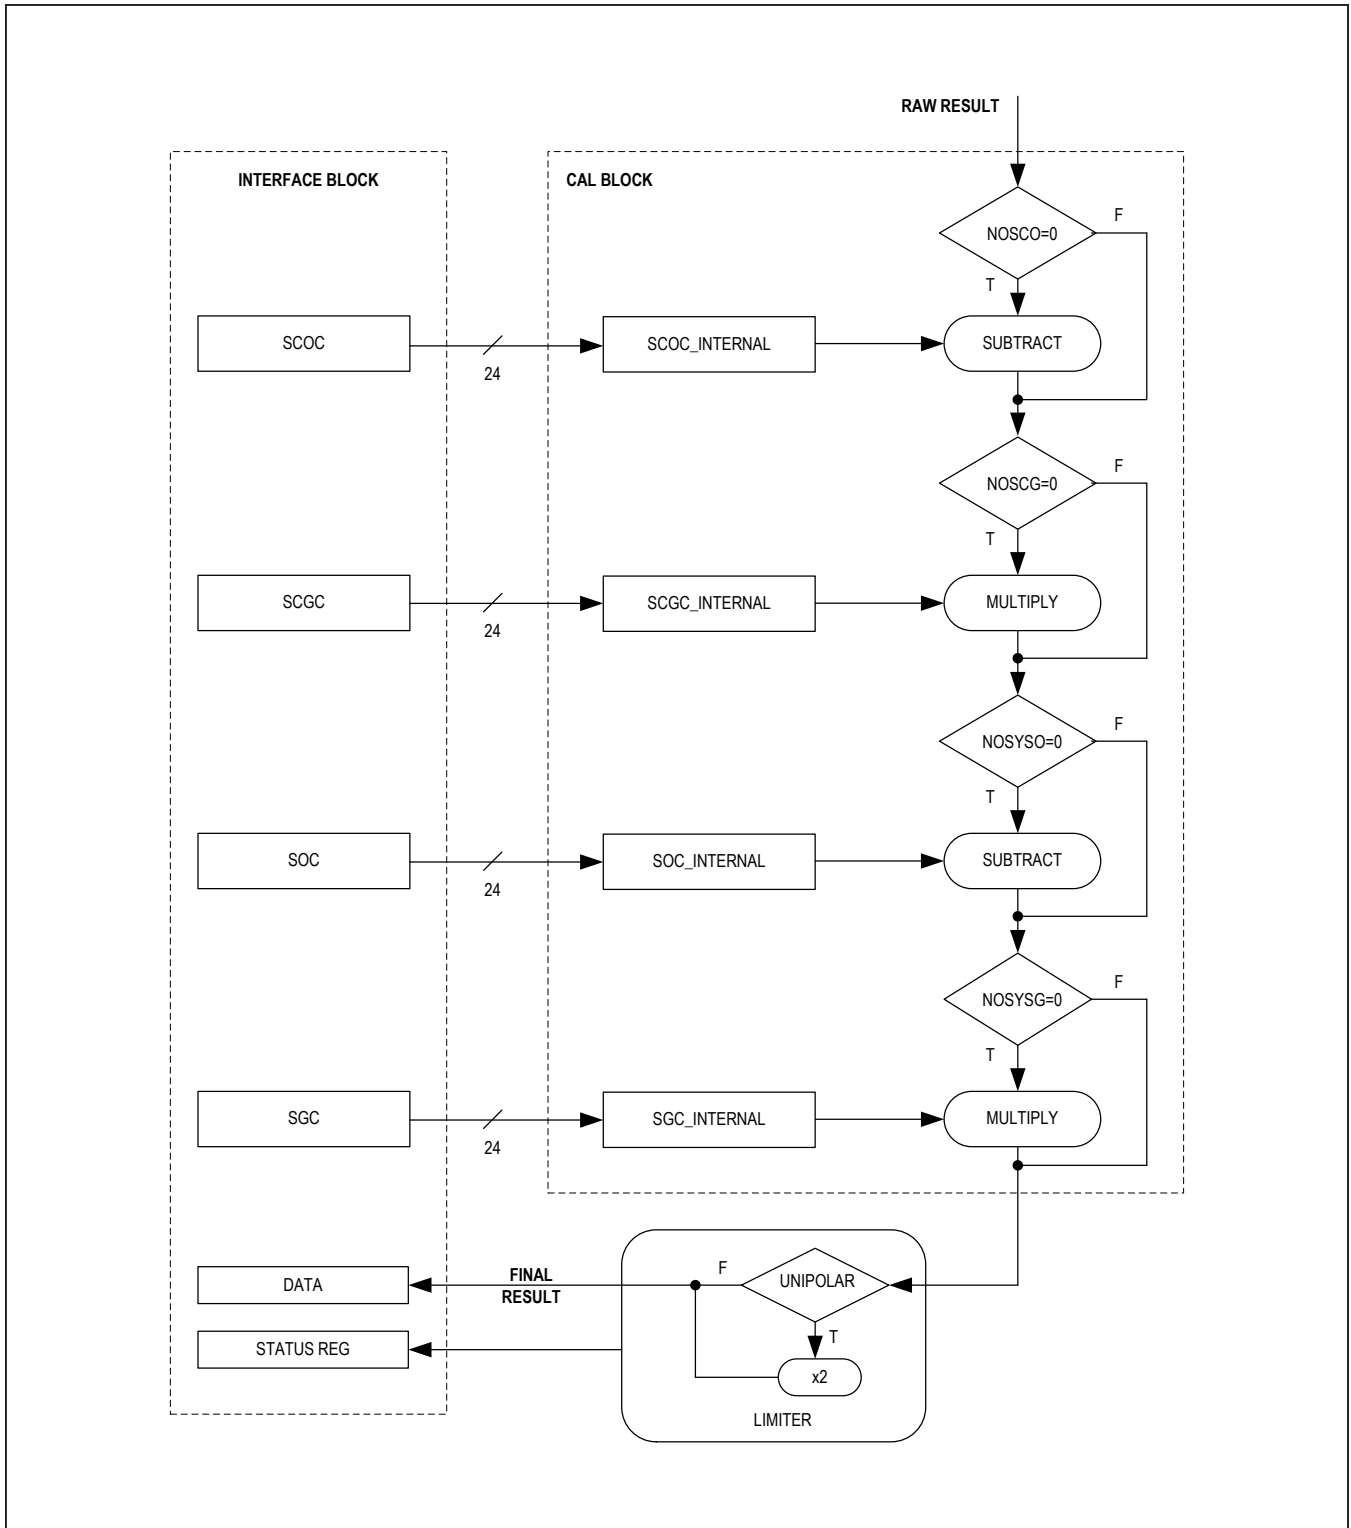 RAW RESULT
INTERFACE BLOCK
CAL BLOCK
NOSCO=0
F
T
SCOC
24
SCOC_INTERNAL
SUBTRACT
NOSCG=0
F
T
SCGC
24
SCGC_INTERNAL
MULTIPLY
NOSYSO=0
F
T
SOC
24
SOC_INTERNAL
SUBTRACT
NOSYSG=0
F
T
SGC
24
SGC_INTERNAL
MULTIPLY
DATA
FINAL
RESULT
F
UNIPOLAR
T
STATUS REG
x2
LIMITER